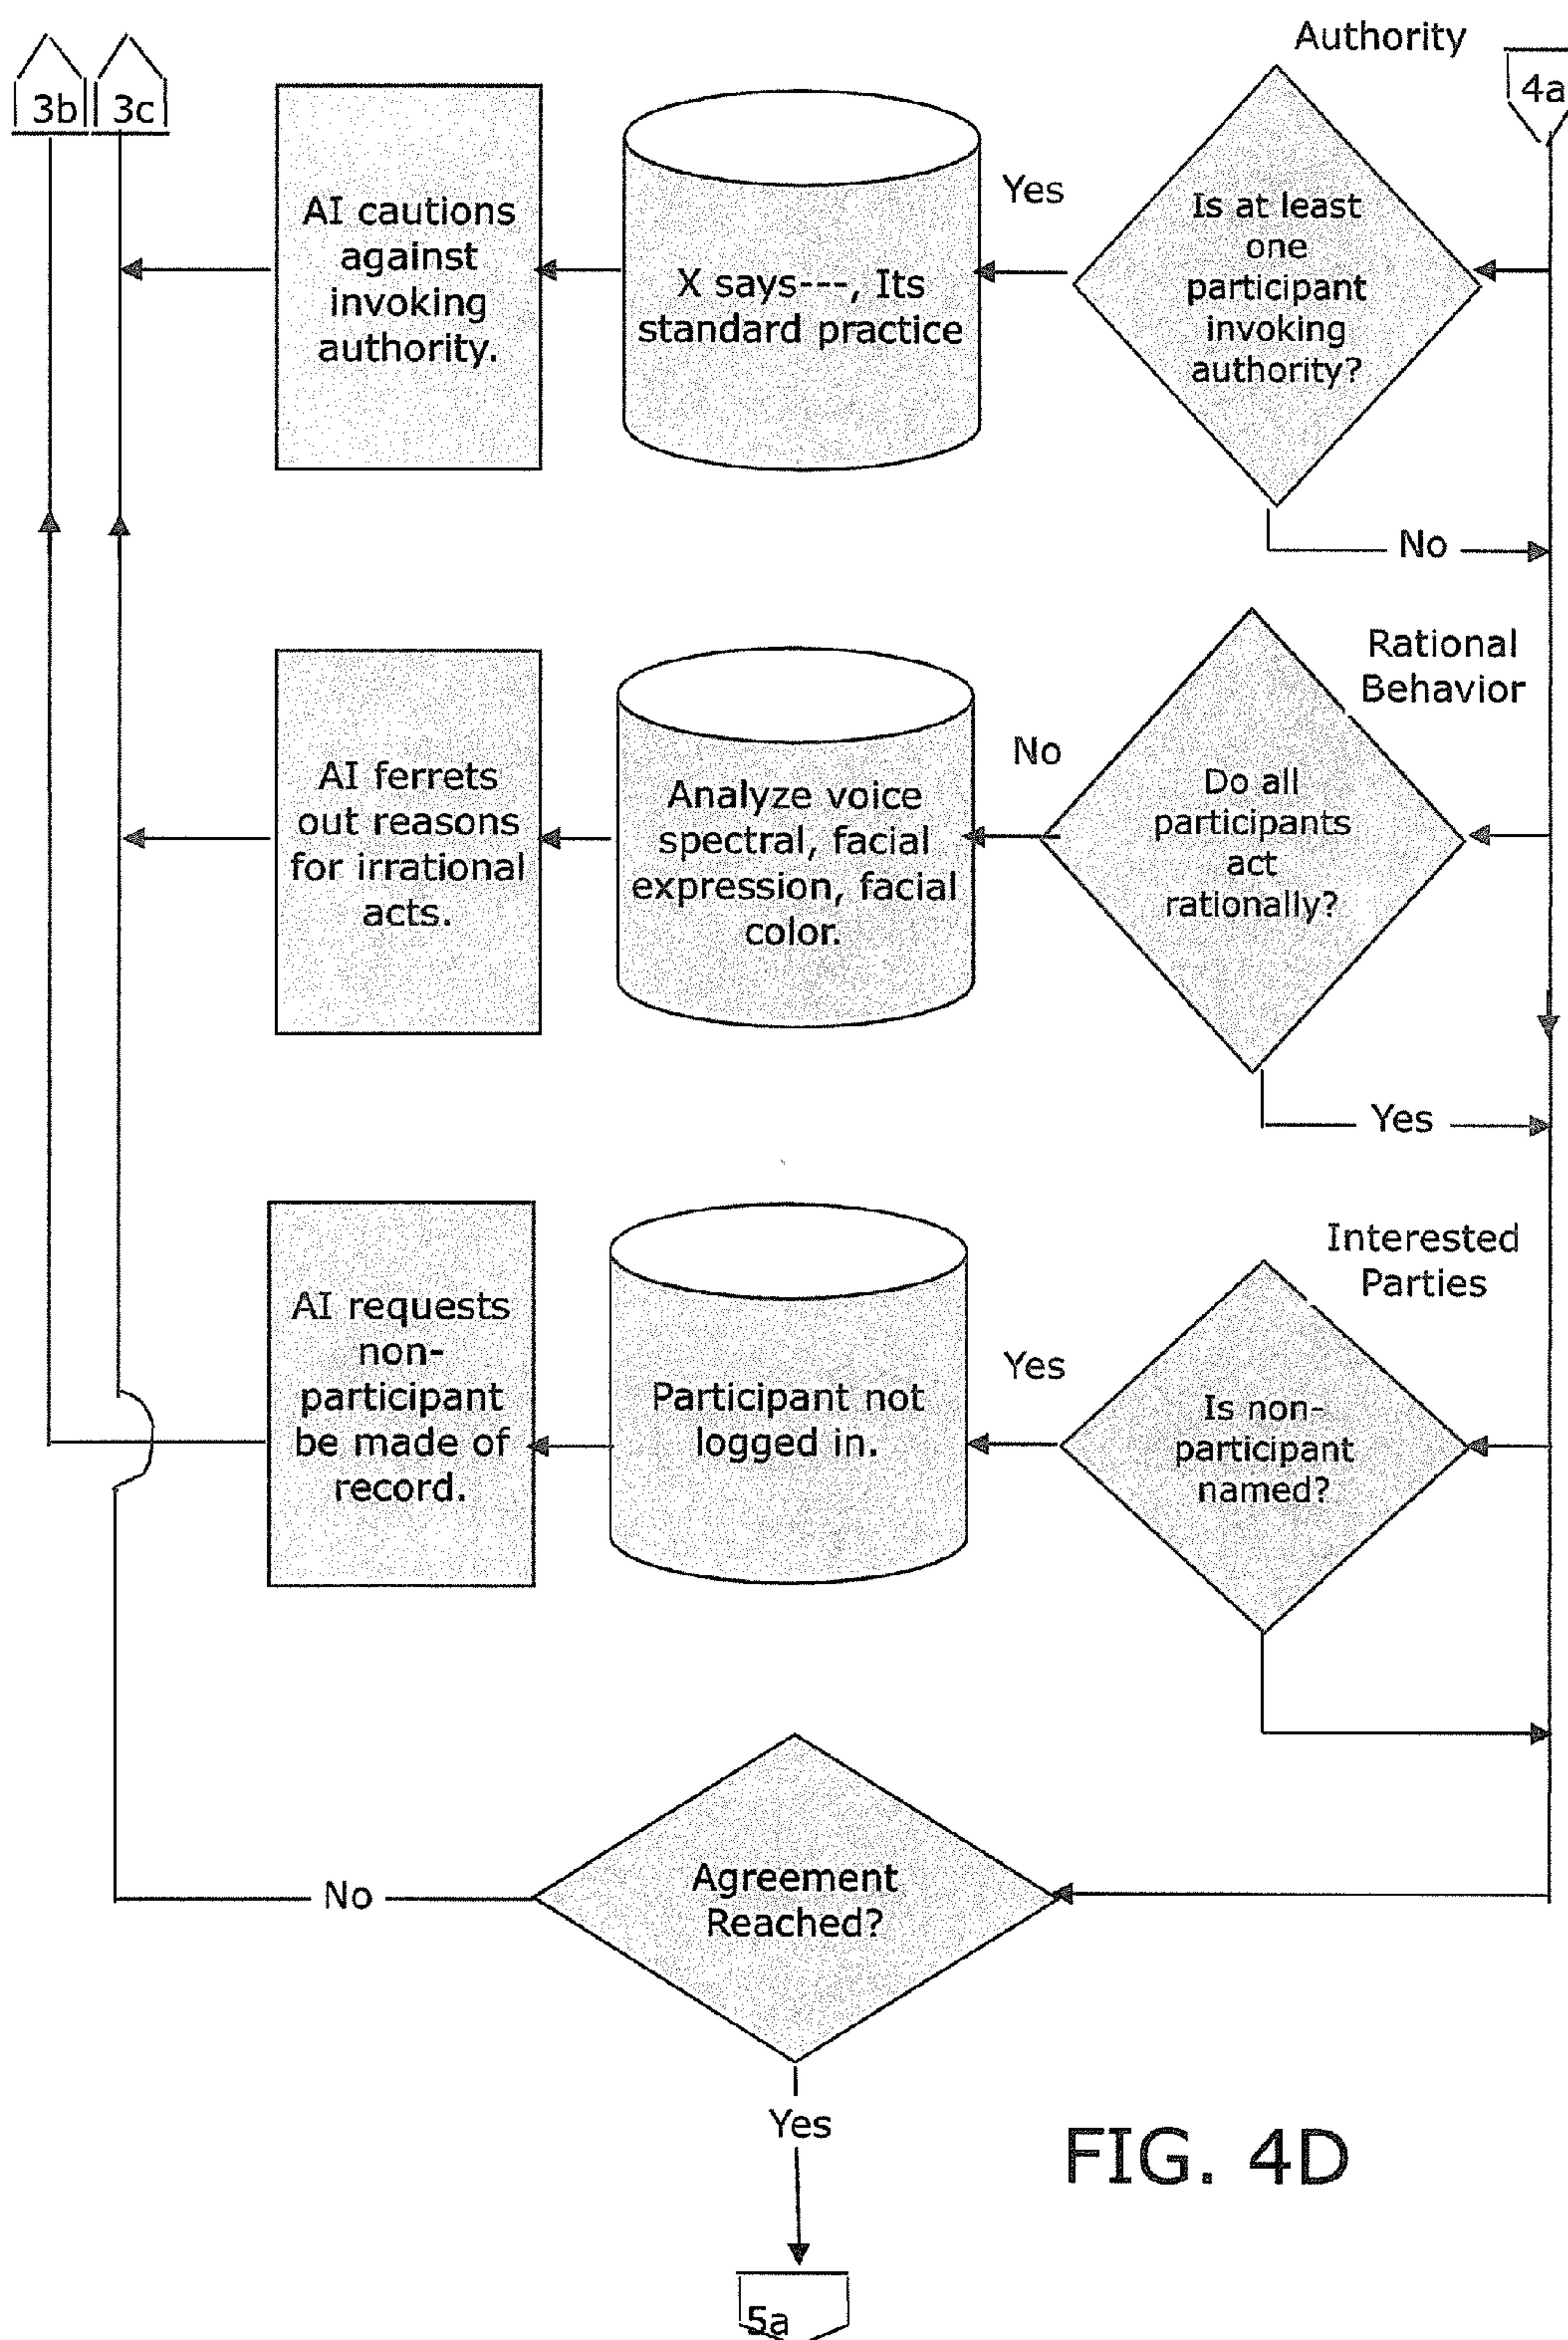 3b
3c
Authority
4a
AI cautions
against
invoking
authority.
X says---, Its
standard practice
Yes
Is at least
one
participant
invoking
authority?
No
Rational
Behavior
AI ferrets
out reasons
for irrational
acts.
Analyze voice
spectral, facial
expression, facial
color.
No
Do all
participants
act
rationally?
Yes
Interested
Parties
AI requests
non-
participant
be made of
record.
Participant not
logged in.
Yes
Is non-
participant
named?
No
Agreement
Reached?
Yes
FIG. 4D
5a